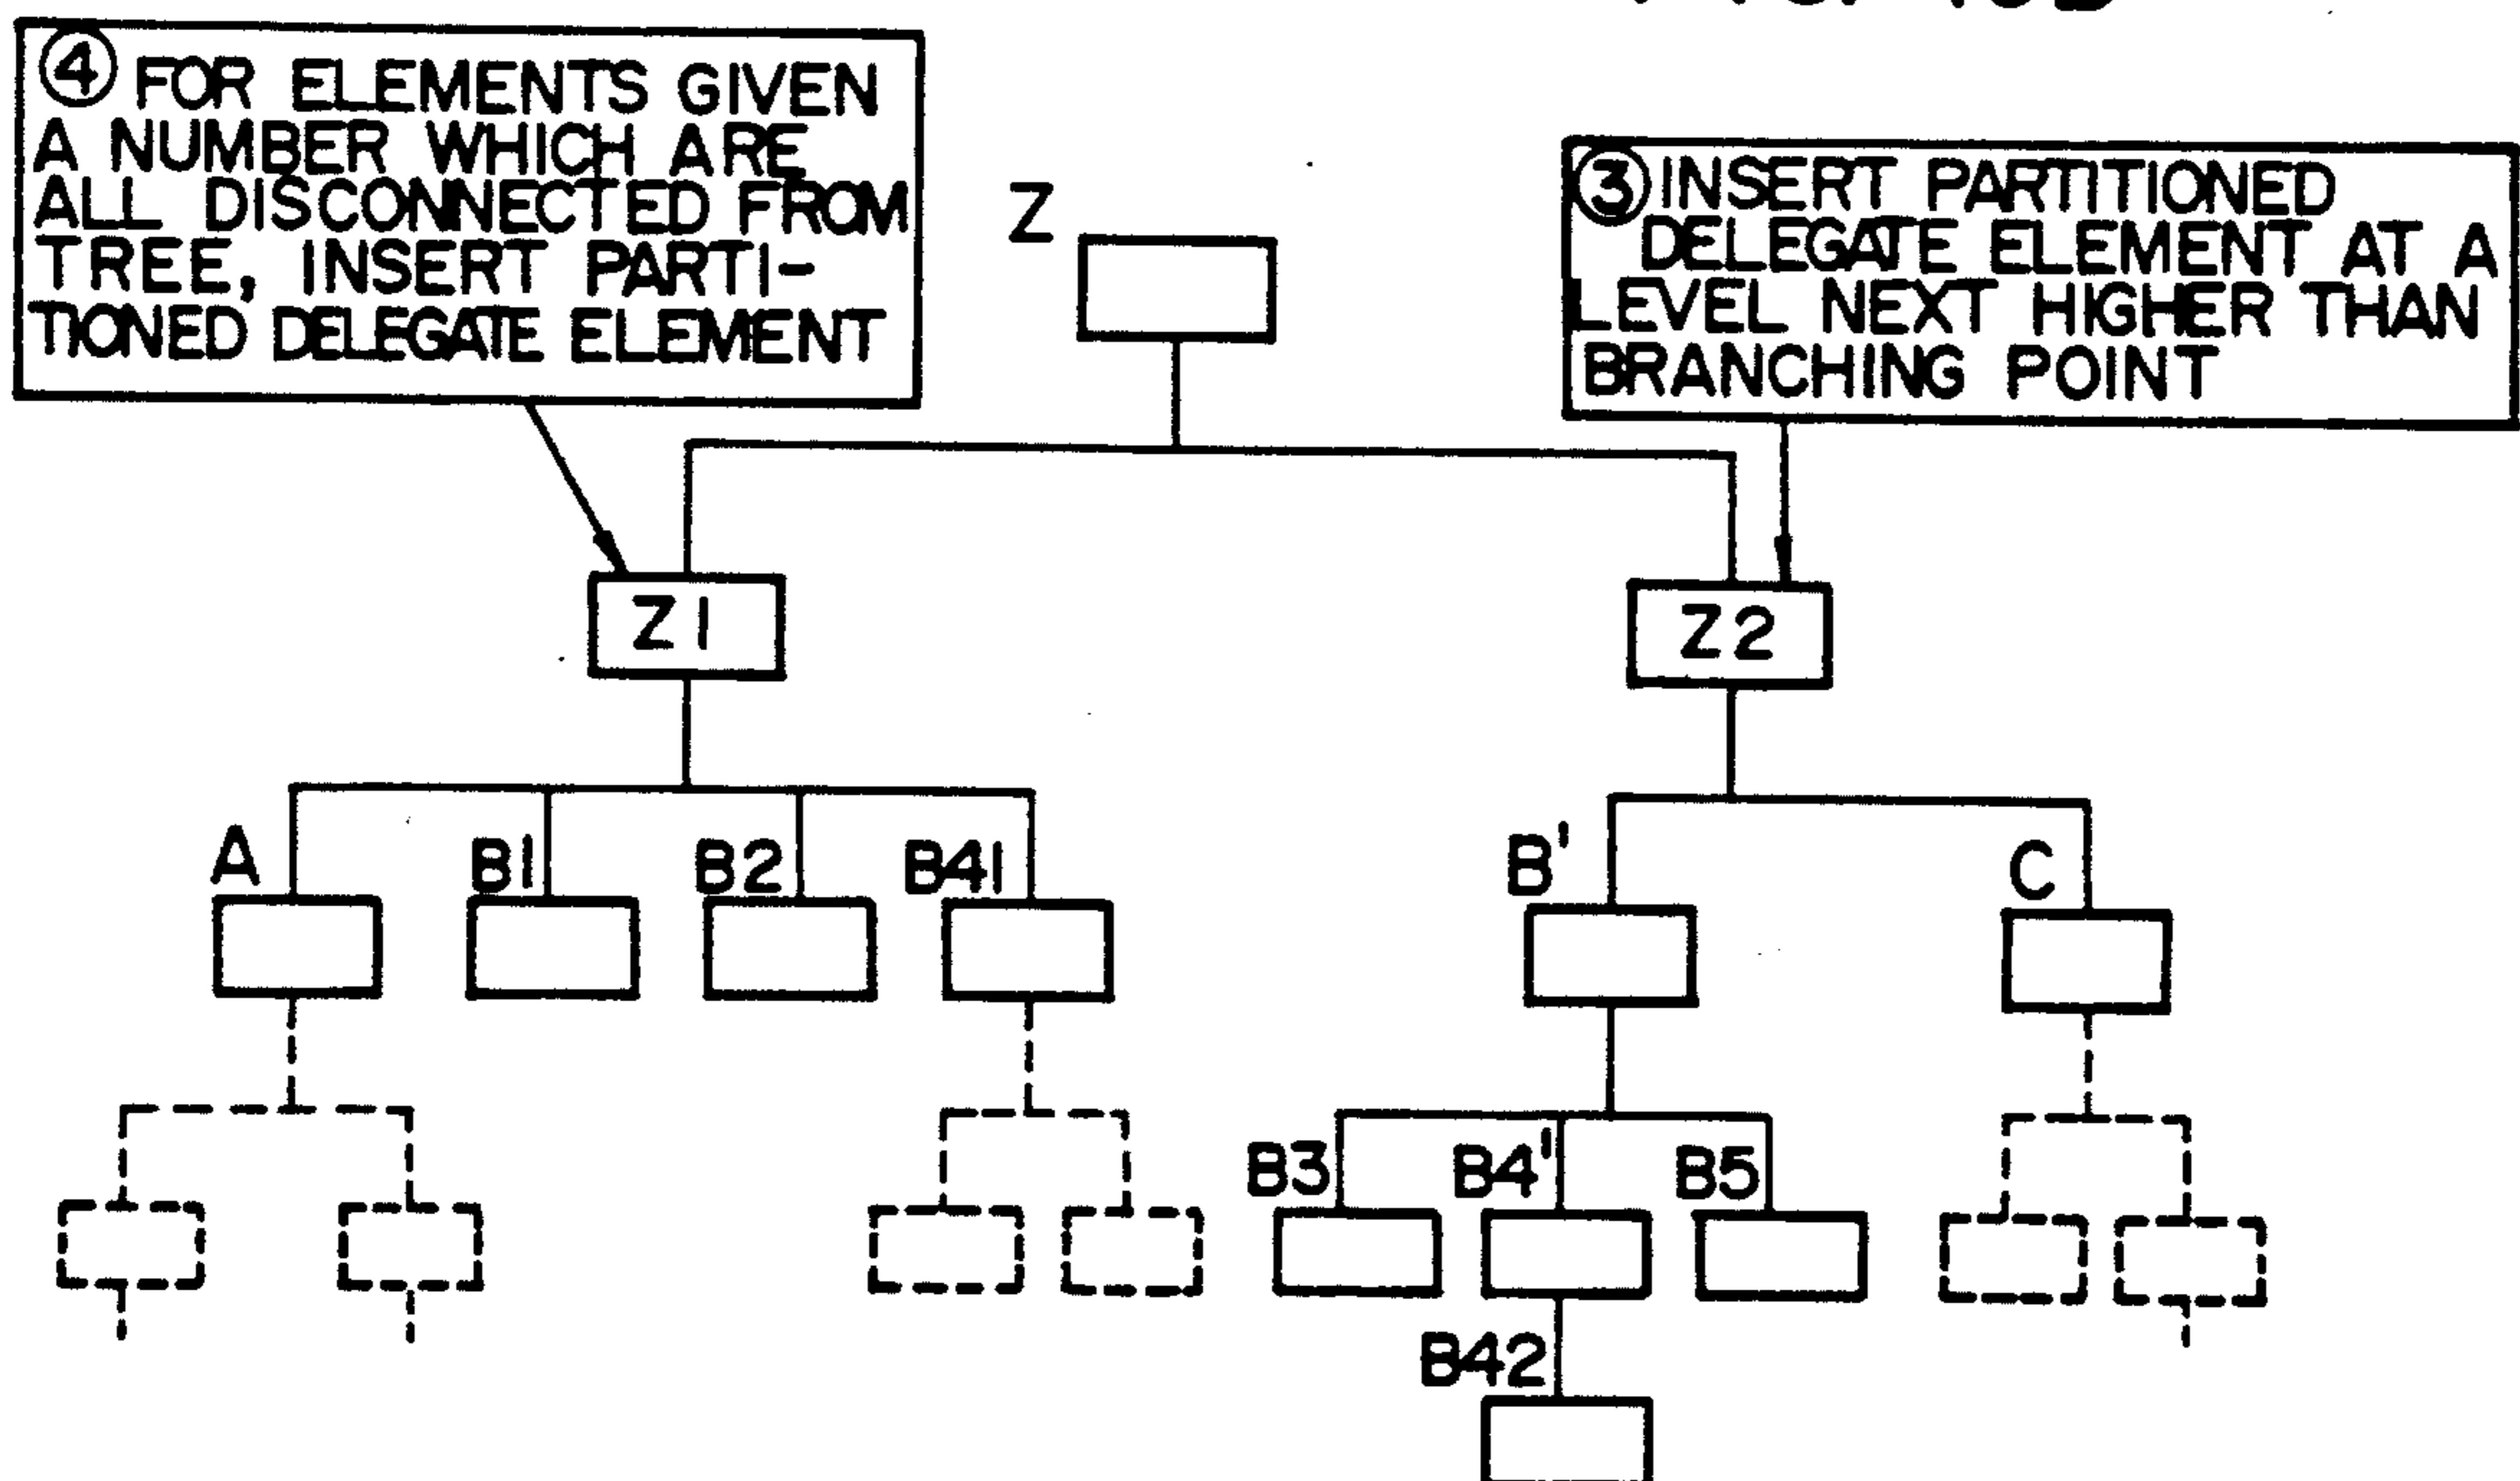 ④ FOR ELEMENTS GIVEN
A NUMBER WHICH ARE
ALL DISCONNECTED FROM
TREE, INSERT PARTI-
TIONED DELEGATE ELEMENT
Z
③ INSERT PARTITIONED
DELEGATE ELEMENT AT A
LEVEL NEXT HIGHER THAN
BRANCHING POINT
Z1
Z2
A
B1
B2
B41
B'
C
B3
B4'
B5
B42